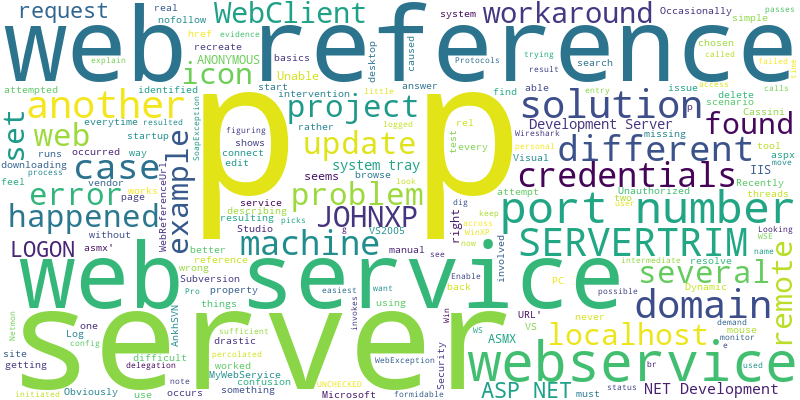 request
real
nofollow
WebClient
workaround
Occasionally
system
simple
passes
web reference
href
evidence
recreate
ANONYMOUS
basics
Protocols
explain
icon
Unable
desktop
caused
trying
result
chosen
called
failed
time
search
access
attempted
identified
start
answer
find
issue
delete
calls
another
p p
project
solution
entry
scenario
Cassini
everytime
resulted
intervention
able
Development Server
found
set
web
startup
SoapException
figuring
rather
logged
rel
Wireshark
personal
missing
IIS
aspx
runs
occurred
way
shows
update
test
every
different
tool
move
downloading
case
example
WebReferenceUrl
connect
edit
system tray
Visual
Recently
process
vendor
works
seems
browse
look
little
credentials
Unauthorized
threads
feel
error
page
service
problem
attempt
two
user
happened
without
resulting
describing
JOHNXP
right
dig
across
keep
port number
LOGON
asmx'
better
Studio
VS2005
WinXP
now
SERVERTRIM
Looking
WSE
name
reference
machine
manual
see
involved
resolve
Dynamic
remote
wrong
Subversion
back
Enable
several
PC
intermediate
web service
Pro
easiest
want
possible
domain
Netmon
Log
one
things
property
using
invokes
Win
URL'
mouse
demand
monitor
config
AnkhSVN
sufficient
percolated
drastic
server
WebException
Security
WS
VS
never
localhost
site
difficult
worked
MyWebService
ASMX
br
used
getting
delegation
use
confusion
occurs
something
webservice
Obviously
note
UNCHECKED
formidable
ASP NET
must
status
NET Development
initiated
Microsoft